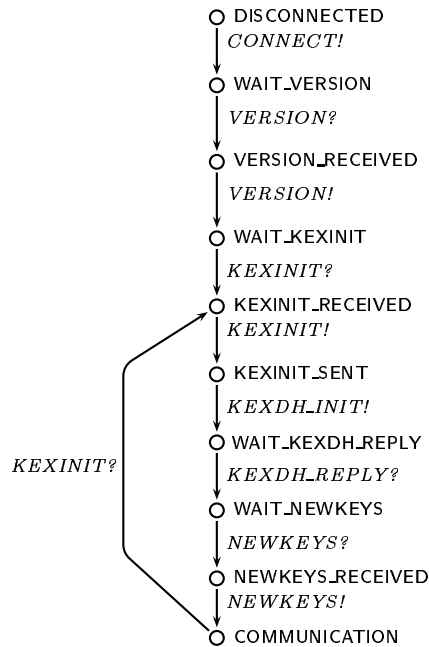 DISCONNECTED
CONNECT!
WAIT_VERSION
VERSION?
VERSION_RECEIVED
VERSION!
WAIT_KEXINIT
KEXINIT?
KEXINIT_RECEIVED
KEXINIT!
KEXINIT_SENT
KEXDH_INIT!
WAIT_KEXDH_REPLY
KEXINIT?
KEXDH_REPLY?
WAIT_NEWKEYS
NEWKEYS?
NEWKEYS_RECEIVED
NEWKEYS!
COMMUNICATION